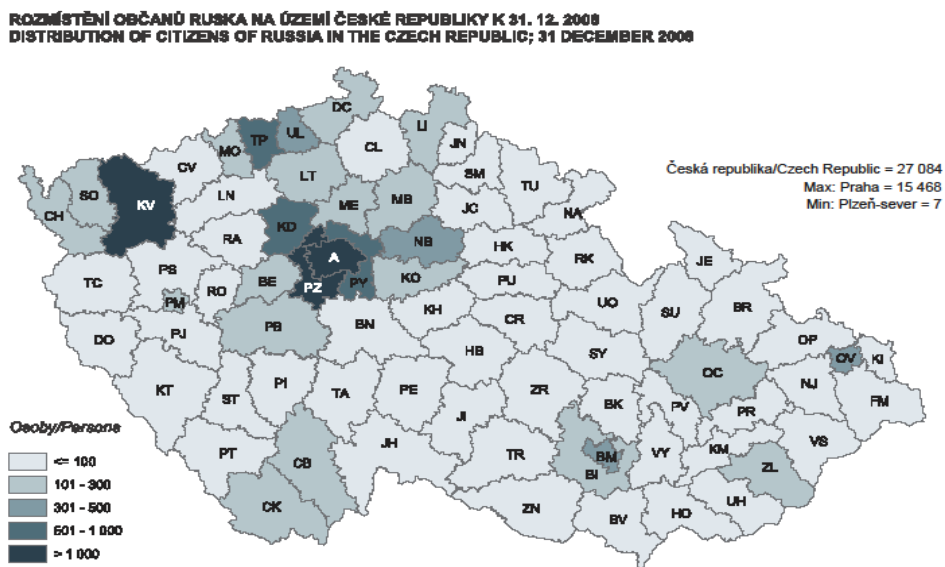 ROZMÍSTĚNÍ OBČANŮ RUSKA NA ÚZEMÍ ČESKÉ REPUBLIKY K 31. 12. 2008
DISTRIBUTION OF CITIZENS OF RUSSIA IN THE CZECH REPUBLIC; 31 DECEMBER 2008
Česká republika/Czech Republic = 27 084
Max: Praha = 15 468
Min: Plzeň-sever = 7
DC
LI
TP UL
MO CL JN
CV SM
LT TU
SO KV LN ME MB JC NA
CH
KD
RA NB HK
A RK JE
TC PS BE PZ PY KO PU
RO PM UO SU BR
KH
DO PJ PB BN CR OP
HB SY OV KI
OC
KT ST PI TA PE ZR NJ FM
BK PV PR
JI
PT CB JH TR BM VY KM VS
BI ZL
CK ZN BV HO UH
Osoby/Persons
<= 100
101 - 300
301 - 500
501 - 1 000
> 1 000